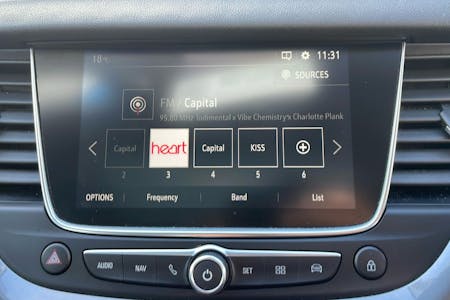 18 11:31
SOURCES
FM / Capital
95.80 MHz Iudimental x Vibe Chemistry x Charlotte Plank
Capital heart Capital KISS
2 3 4 5 6
OPTIONS Frequency Band List
AUDIO NAV SET